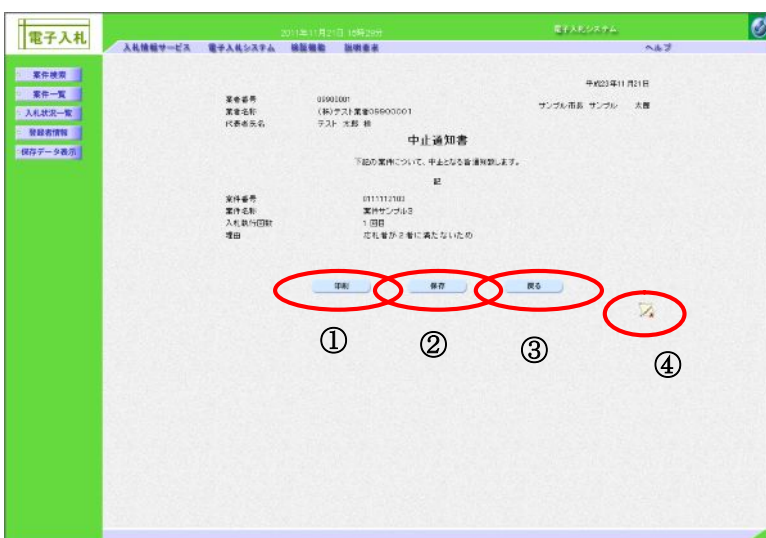 電子入札
2011年11月21日 16時29分
電子入札システム
入札情報サービス 電子入札システム 検証機能 説明要求 ヘルプ
案件検索
案件一覧
入札状況一覧
登録者情報
保存データ表示
平成23年11月21日
業者番号 09900001
業者名称 (株)テスト業者09900001
代表者氏名 テスト 太郎 様
サンプル市長 サンプル 太郎
中止通知書
下記の案件について、中止となる旨通知致します。
記
案件番号
案件名称 案件サンプル3
入札執行回数 1 回目
理由 応札者が2者に満たないため
印刷 保存 戻る
① ② ③ ④